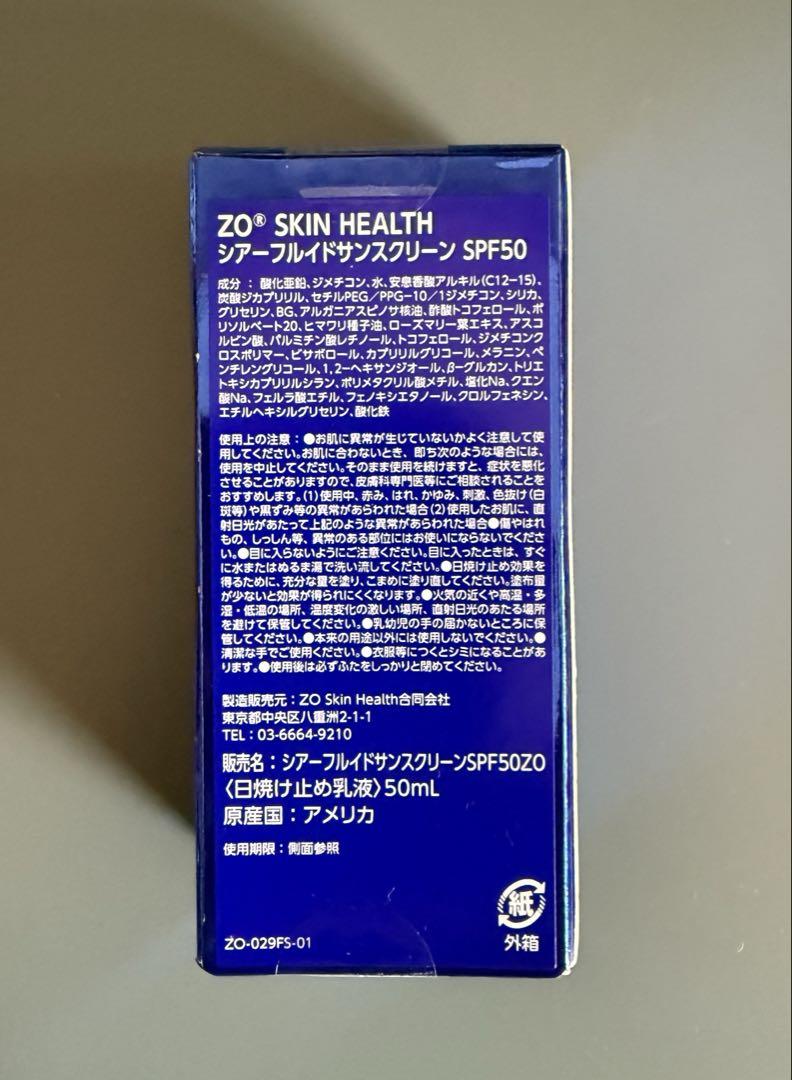 ZO® SKIN HEALTH
シアーフルイドサンスクリーン SPF50
成分 : 酸化亜鉛、ジメチコン、水、安息香酸アルキル(C12-15)、
炭酸ジカプリリル、セチルPEG/PPG-10/1ジメチコン、シリカ、
グリセリン、BG、アルガニアスピノサ核油、酢酸トコフェロール、ポ
リソルベート20、ヒマワリ種子油、ローズマリー葉エキス、アスコ
ルビン酸、パルミチン酸レチノール、トコフェロール、ジメチコンク
ロスポリマー、ビサボロール、カプリリルグリコール、メラニン、ペ
ンチレングリコール、1,2-ヘキサンジオール、β-グルカン、トリエ
トキシカプリリルシラン、ポリメタクリル酸メチル、塩化Na、クエン
酸Na、フェルラ酸エチル、フェノキシエタノール、クロルフェネシン、
エチルヘキシルグリセリン、酸化鉄
使用上の注意：●お肌に異常が生じていないかよく注意して使
用してください。お肌に合わないとき、即ち次のような場合には、
使用を中止してください。そのまま使用を続けますと、症状を悪化
させることがありますので、皮膚科専門医等にご相談されることを
おすすめします。(1)使用中、赤み、はれ、かゆみ、刺激、色抜け(白
斑等)や黒ずみ等の異常があらわれた場合(2)使用したお肌に、直
射日光があたって上記のような異常があらわれた場合●傷やはれ
もの、しっしん等、異常のある部位にはお使いにならないでくださ
い。●目に入らないようにご注意ください。目に入ったときは、すぐ
に水またはぬるま湯で洗い流してください。●日焼け止め効果を
得るために、充分な量を塗り、こまめに塗り直してください。塗布量
が少ないと効果が得られにくくなります。●火気の近くや高温・多
湿・低温の場所、温度変化の激しい場所、直射日光のあたる場所
を避けて保管してください。●乳幼児の手の届かないところに保
管してください。●本来の用途以外には使用しないでください。●
清潔な手でご使用ください。●衣服等につくとシミになることがあ
ります。●使用後は必ずふたをしっかりと閉めてください。
製造販売元：ZO Skin Health合同会社
東京都中央区八重洲2-1-1
TEL：03-6664-9210
販売名：シアーフルイドサンスクリーンSPF50ZO
〈日焼け止め乳液〉50mL
原産国：アメリカ
使用期限：側面参照
紙
ZO-029FS-01
外箱